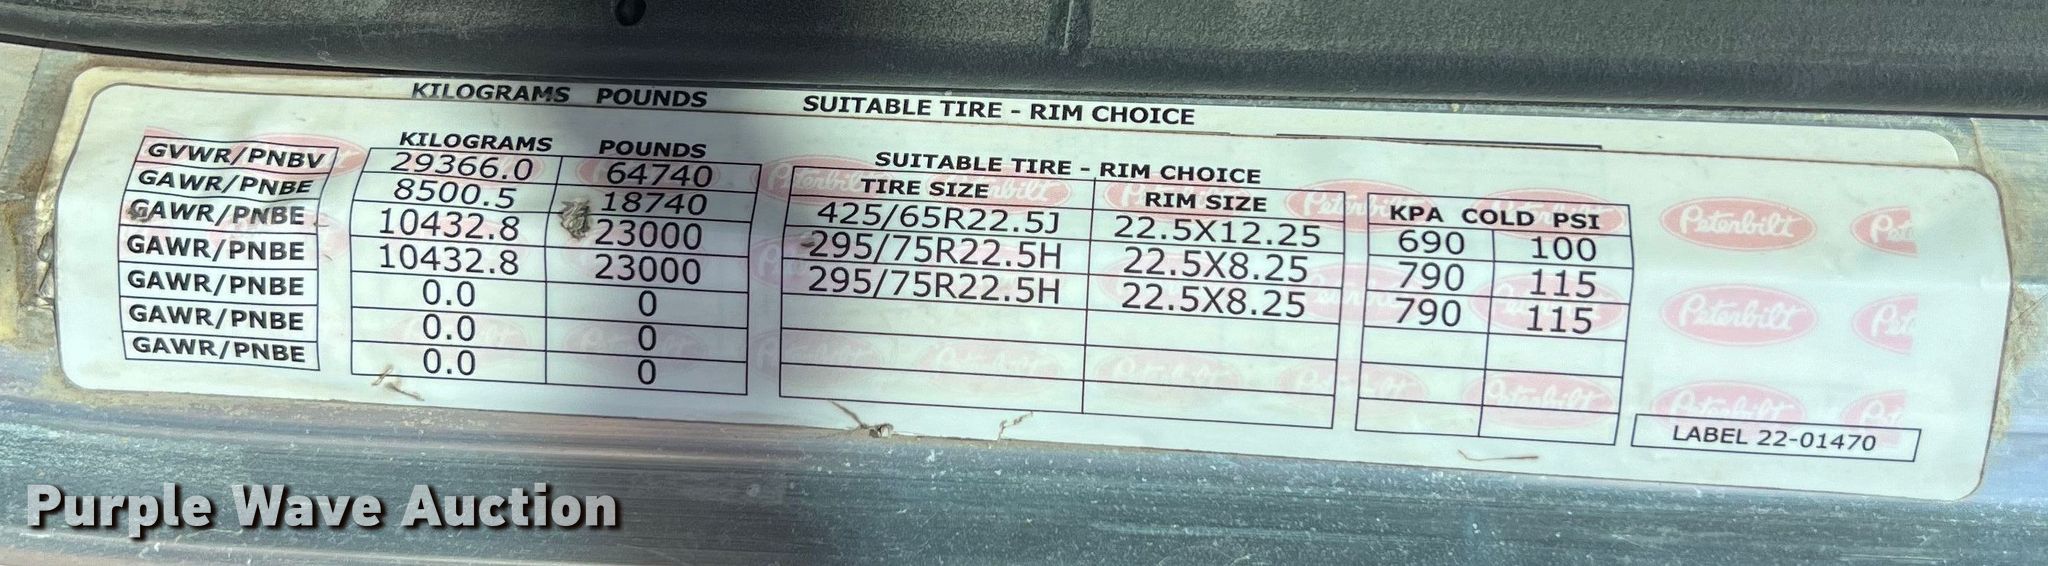 KILOGRAMS POUNDS SUITABLE TIRE - RIM CHOICE
KILOGRAMS POUNDS SUITABLE TIRE - RIM CHOICE
TIRE SIZE RIM SIZE KPA COLD PSI
GVWR/PNBV 29366.0 64740
GAWR/PNBE 8500.5 18740 425/65R22.5J 22.5X12.25 690 100
GAWR/PNBE 10432.8 23000 295/75R22.5H 22.5X8.25 790 115
GAWR/PNBE 10432.8 23000 295/75R22.5H 22.5X8.25 790 115
GAWR/PNBE 0.0 0
GAWR/PNBE 0.0 0
GAWR/PNBE 0.0 0
Peterbilt
Peterbilt
Peterbilt
LABEL 22-01470
Purple Wave Auction